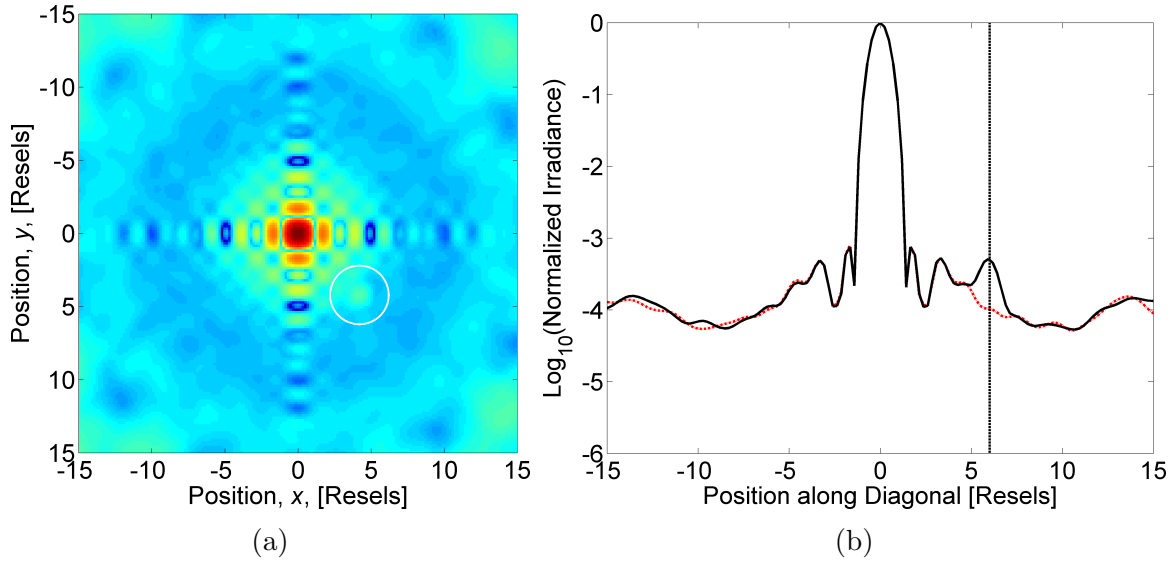 -15
-10
-5
0
5
10
15
-15 -10 -5 0 5 10 15
Position, y, [Resels]
Position, x, [Resels]
(a)
0
-1
-2
-3
-4
-5
-6
-15 -10 -5 0 5 10 15
Log10(Normalized Irradiance)
Position along Diagonal [Resels]
(b)